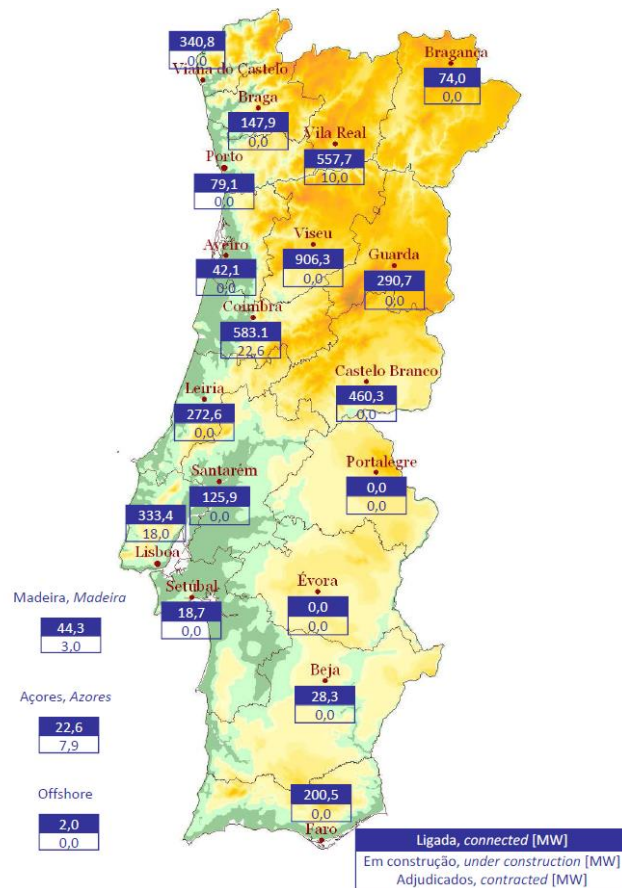 340,8
0,0
Viana do Castelo
Bragança
74,0
0,0
Braga
147,9
0,0
Vila Real
557,7
10,0
Porto
79,1
0,0
Viseu
906,3
0,0
Aveiro
42,1
0,0
Guarda
290,7
0,0
Coimbra
583.1
22,6
Castelo Branco
460,3
0,0
Leiria
272,6
0,0
Portalegre
0,0
0,0
Santarém
125,9
0,0
333,4
18,0
Lisboa
Setúbal
18,7
0,0
Évora
0,0
0,0
Madeira, Madeira
44,3
3,0
Beja
28,3
0,0
Açores, Azores
22,6
7,9
Offshore
2,0
0,0
200,5
0,0
Faro
Ligada, connected [MW]
Em construção, under construction [MW]
Adjudicados, contracted [MW]